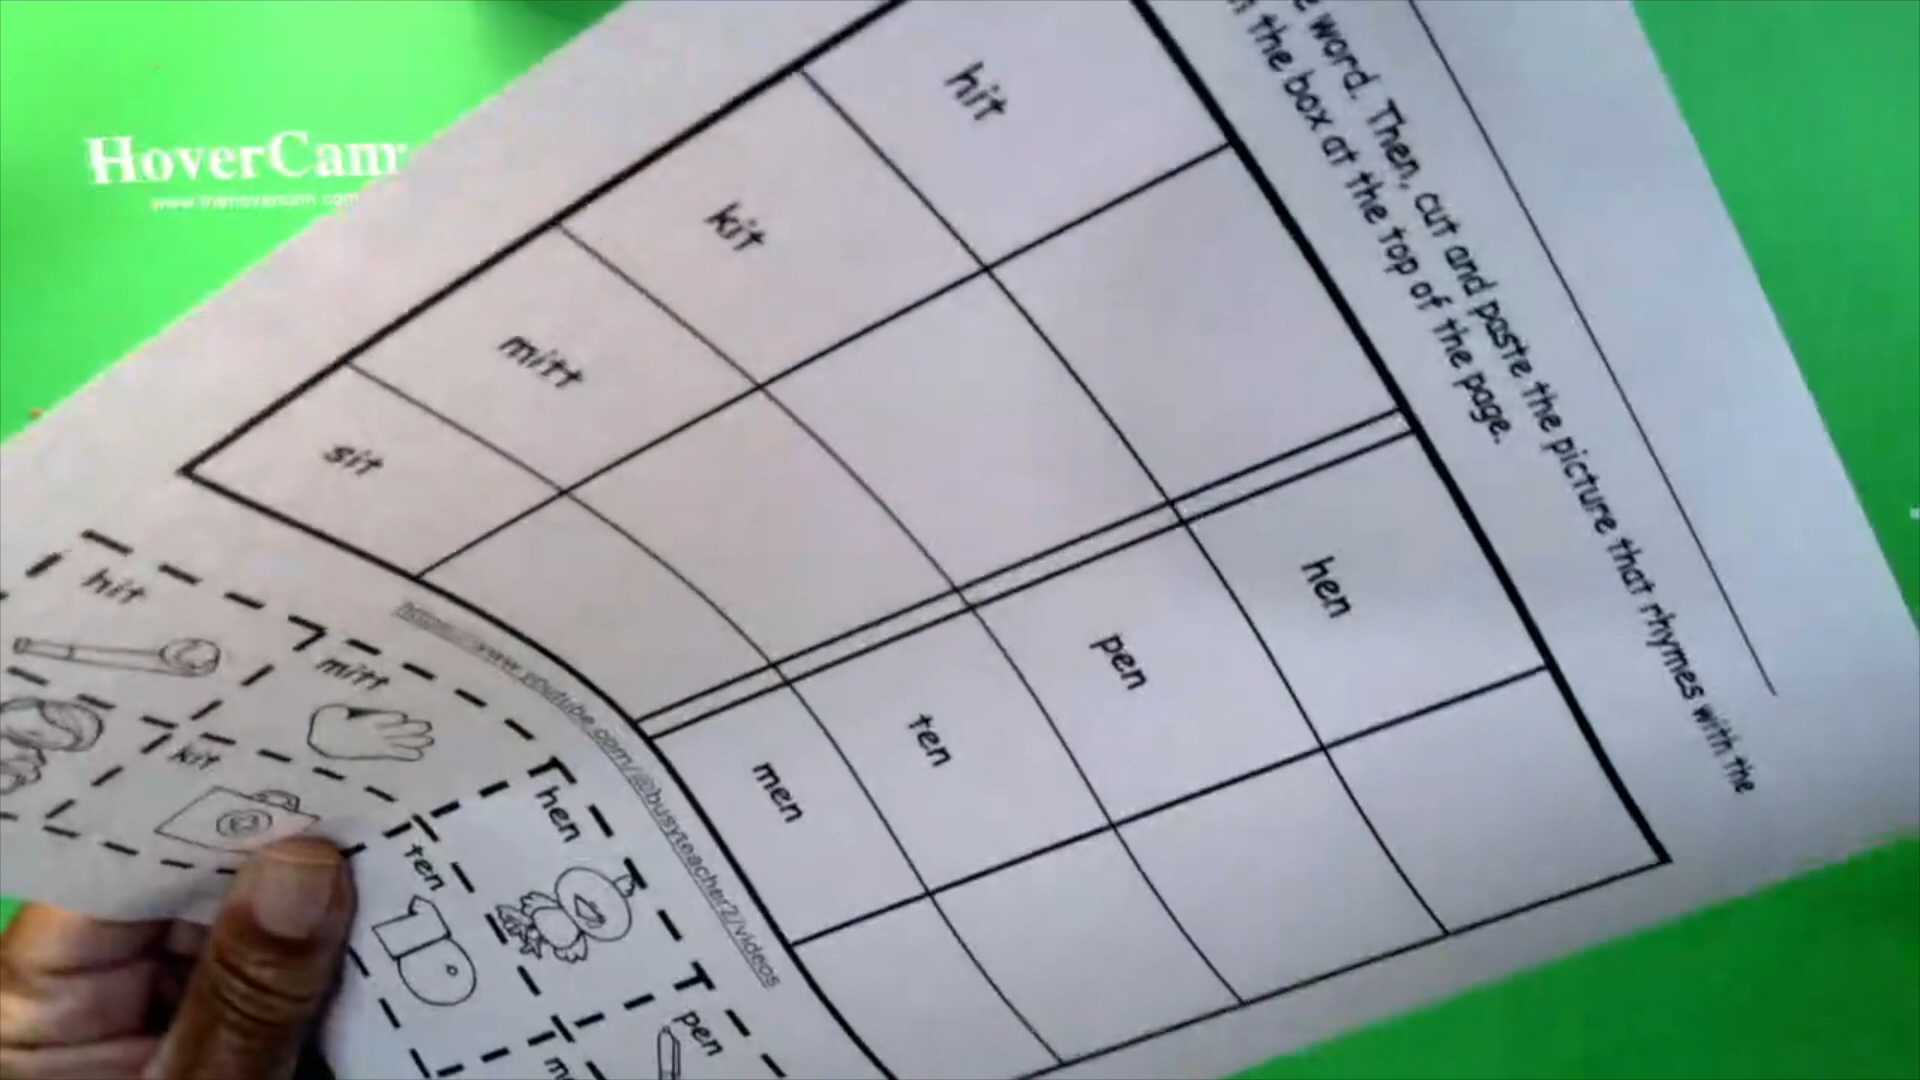 HoverCam
www.thehovercam.com
word. Then, cut and paste the picture that rhymes with the
the box at the top of the page.
hit
hen
kit
pen
mitt
ten
sit
men
https://www.youtube.com/@busyteacher2/videos
hit
mitt
hen
pen
kit
ten